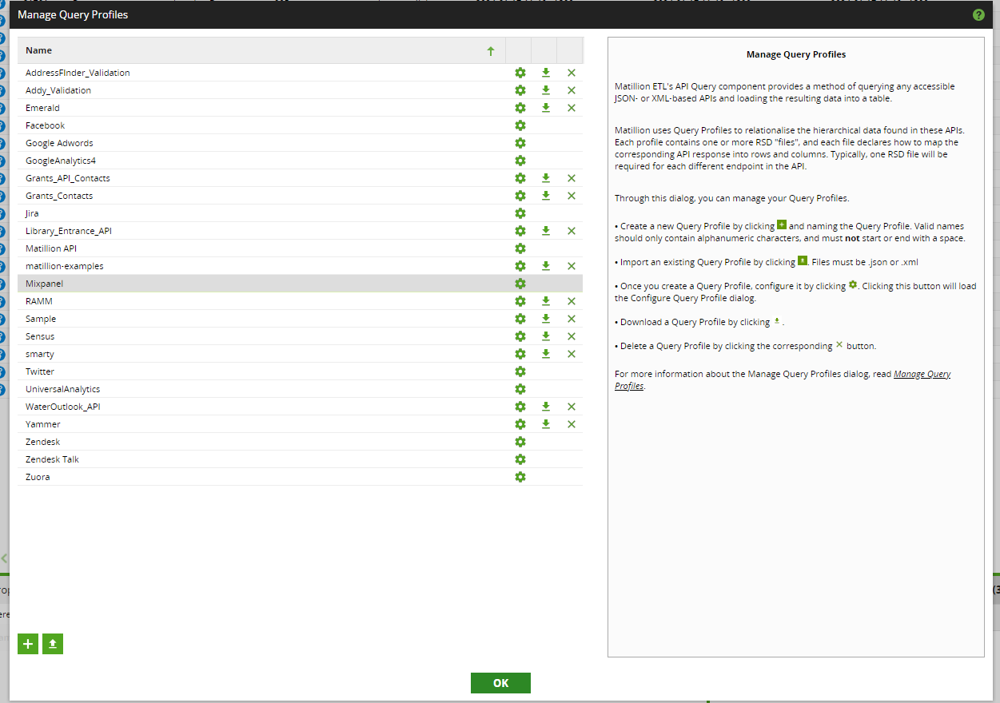 Manage Query Profiles
Name
AddressFInder_Validation
Addy_Validation
Emerald
Facebook
Google Adwords
GoogleAnalytics4
Grants_API_Contacts
Grants_Contacts
Jira
Library_Entrance_API
Matillion API
matillion-examples
Mixpanel
RAMM
Sample
Sensus
smarty
Twitter
UniversalAnalytics
WaterOutlook_API
Yammer
Zendesk
Zendesk Talk
Zuora
Manage Query Profiles
Matillion ETL's API Query component provides a method of querying any accessible
JSON- or XML-based APIs and loading the resulting data into a table.
Matillion uses Query Profiles to relationalise the hierarchical data found in these APIs.
Each profile contains one or more RSD "files", and each file declares how to map the
corresponding API response into rows and columns. Typically, one RSD file will be
required for each different endpoint in the API.
Through this dialog, you can manage your Query Profiles.
• Create a new Query Profile by clicking and naming the Query Profile. Valid names
should only contain alphanumeric characters, and must not start or end with a space.
• Import an existing Query Profile by clicking . Files must be .json or .xml
• Once you create a Query Profile, configure it by clicking . Clicking this button will load
the Configure Query Profile dialog.
• Download a Query Profile by clicking .
• Delete a Query Profile by clicking the corresponding button.
For more information about the Manage Query Profiles dialog, read Manage Query
Profiles.
OK